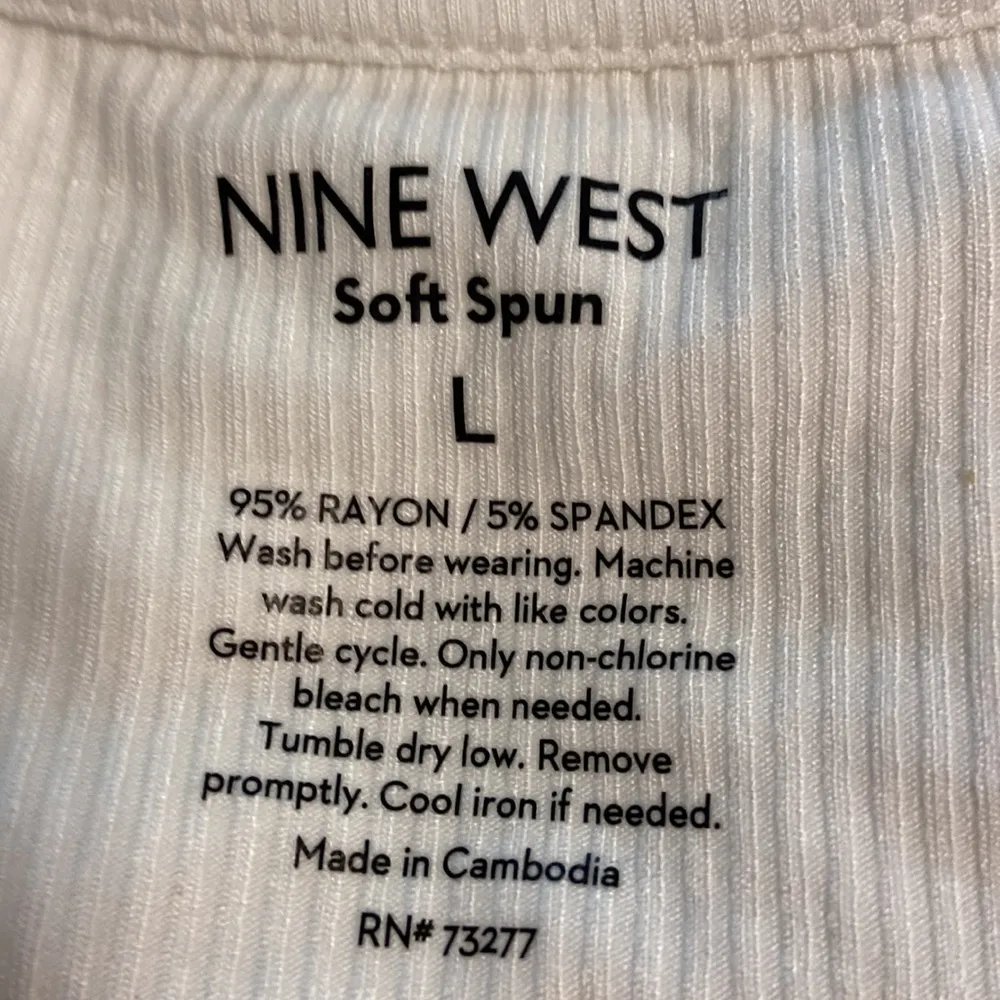 NINE WEST
Soft Spun
L
95% RAYON / 5% SPANDEX
Wash before wearing. Machine
wash cold with like colors.
Gentle cycle. Only non-chlorine
bleach when needed.
Tumble dry low. Remove
promptly. Cool iron if needed.
Made in Cambodia
RN# 73277